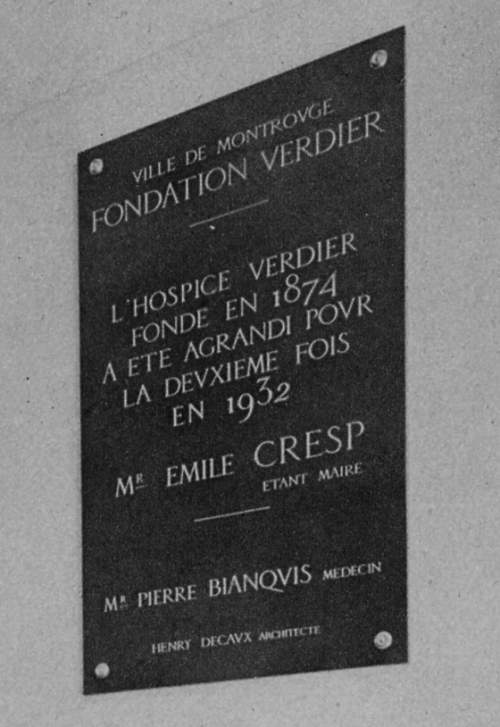 VILLE DE MONTROVGE
FONDATION VERDIER
L'HOSPICE VERDIER
FONDE EN 1874
A ETE AGRANDI POVR
LA DEVXIEME FOIS
EN 1932
MR EMILE CRESP
ETANT MAIRE
MR PIERRE BIANQVIS MEDECIN
HENRY DECAVX ARCHITECTE